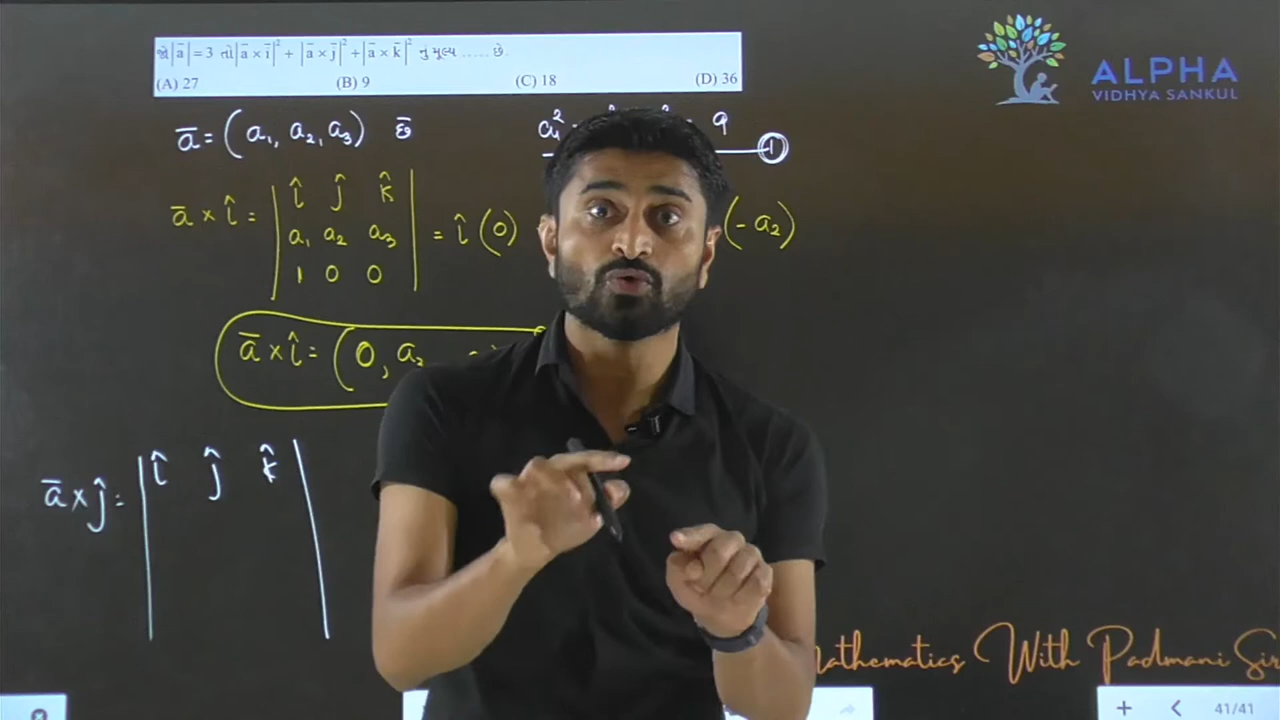 જો |a̅| = 3 તો |a̅ × i̅|² + |a̅ × j̅|² + |a̅ × k̅|² નું મૂલ્ય ...... છે.
(A) 27 (B) 9 (C) 18 (D) 36
ALPHA
VIDHYA SANKUL
a̅ = (a₁, a₂, a₃) છે
a₁² 9 ①
a̅ × î = | î ĵ k̂ | = î (0) (-a₂)
a₁ a₂ a₃
1 0 0
a̅ × î = (0, a₃
a̅ × ĵ = | î ĵ k̂ |
Mathematics With Padmani Sir
41/41